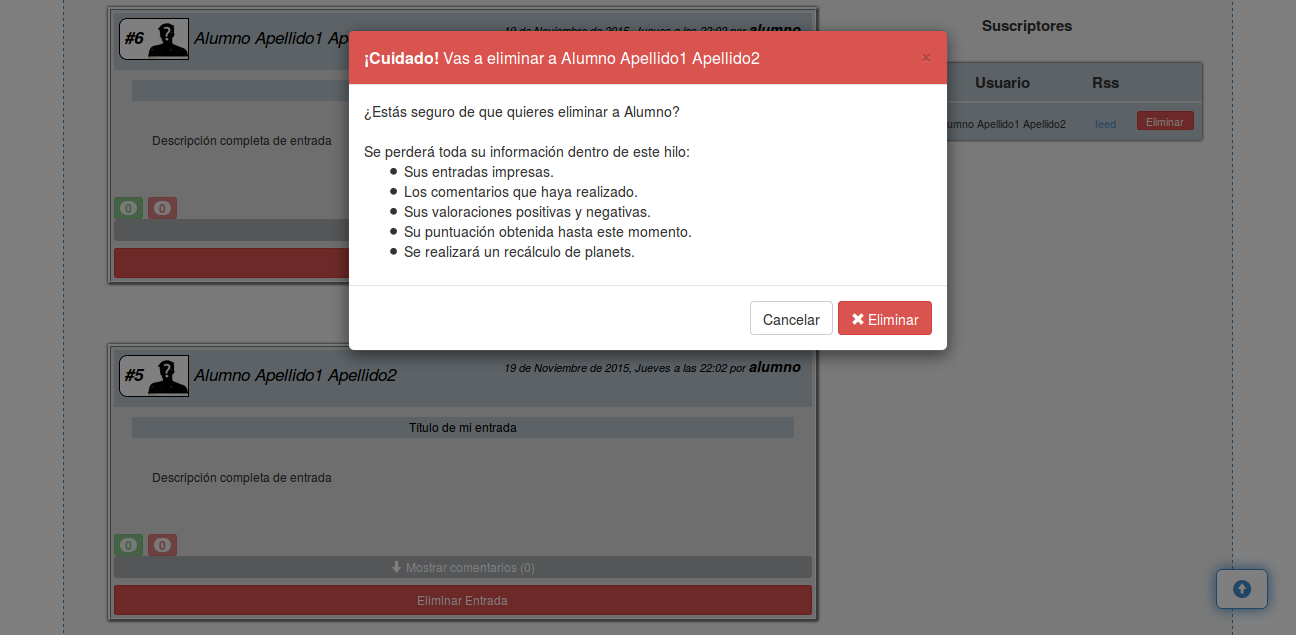 #6
Alumno Apellido1 Ap
19 de Noviembre de 2015, Jueves a las 22:02 por alumno
Suscriptores
¡Cuidado! Vas a eliminar a Alumno Apellido1 Apellido2
×
Usuario
Rss
umno Apellido1 Apellido2
feed
Eliminar
¿Estás seguro de que quieres eliminar a Alumno?
Se perderá toda su información dentro de este hilo:
Sus entradas impresas.
Los comentarios que haya realizado.
Sus valoraciones positivas y negativas.
Su puntuación obtenida hasta este momento.
Se realizará un recálculo de planets.
Cancelar
Eliminar
Descripción completa de entrada
0
0
#5
Alumno Apellido1 Apellido2
19 de Noviembre de 2015, Jueves a las 22:02 por alumno
Título de mi entrada
Descripción completa de entrada
0
0
Mostrar comentarios (0)
Eliminar Entrada